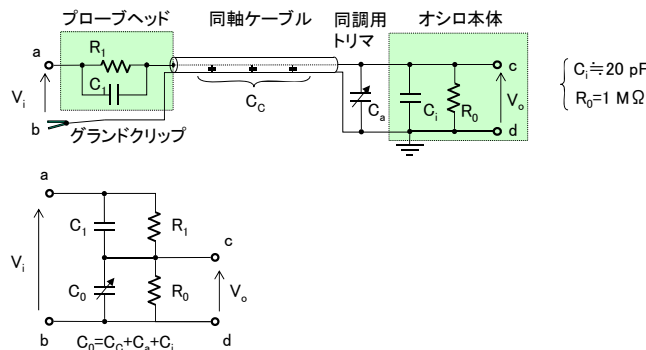 プローブヘッド
同軸ケーブル
同調用
トリマ
オシロ本体
a
R1
C1
Vi
b
グランドクリップ
CC
Ca
Ci
R0
c
Vo
d
Ci≒20 pF
R0=1 MΩ
a
C1
R1
c
Vi
C0
R0
Vo
b
d
C0=CC+Ca+Ci